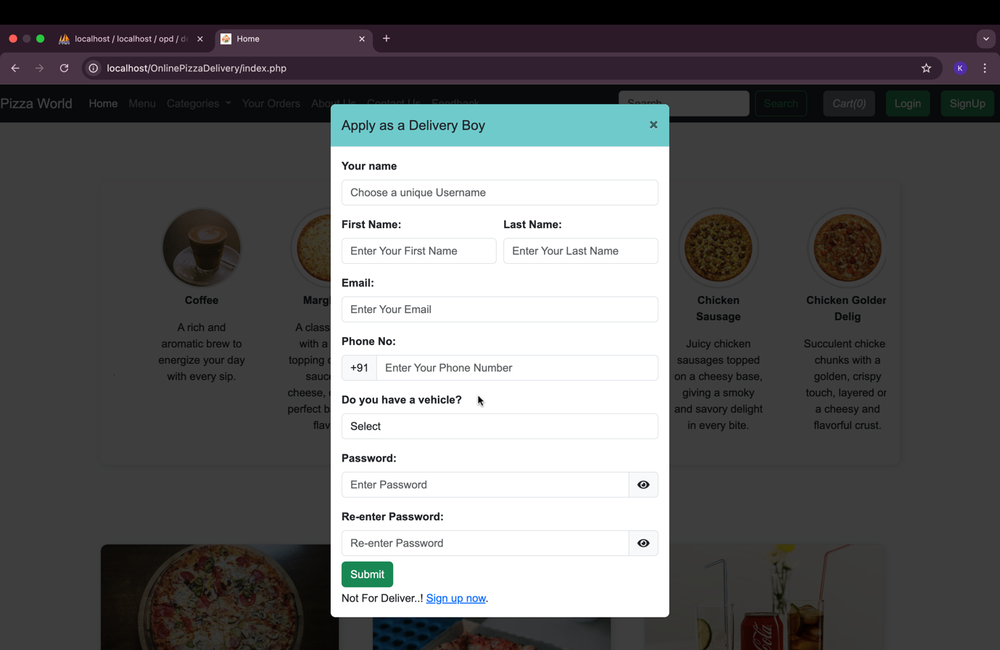 localhost / localhost / opd / de
Home
localhost/OnlinePizzaDelivery/index.php
K
Pizza World
Home
Menu
Categories
Your Orders
About Us
Contact Us
Feedback
Search
Search
Cart(0)
Login
SignUp
Apply as a Delivery Boy
Your name
Choose a unique Username
First Name:
Last Name:
Enter Your First Name
Enter Your Last Name
Email:
Enter Your Email
Phone No:
+91
Enter Your Phone Number
Do you have a vehicle?
Select
Password:
Enter Password
Re-enter Password:
Re-enter Password
Submit
Not For Deliver..! Sign up now.
Coffee
A rich and
aromatic brew to
energize your day
with every sip.
Margh
A class
with a
topping o
sauc
cheese,
perfect b
flav
Chicken
Sausage
Juicy chicken
sausages topped
on a cheesy base,
giving a smoky
and savory delight
in every bite.
Chicken Golden
Delig
Succulent chicke
chunks with a
golden, crispy
touch, layered or
a cheesy and
flavorful crust.
Coca-Cola